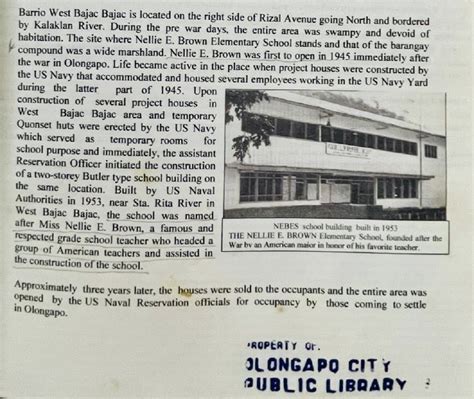 Barrio West Bajac Bajac is located on the right side of Rizal Avenue going North and bordered
by Kalaklan River. During the pre war days, the entire area was swampy and devoid of
habitation. The site where Nellie E. Brown Elementary School stands and that of the barangay
compound was a wide marshland. Nellie E. Brown was first to open in 1945 immediately after
the war in Olongapo. Life became active in the place when project houses were constructed by
the US Navy that accommodated and housed several employees working in the US Navy Yard
during the latter part of 1945. Upon
construction of several project houses in
West Bajac Bajac area and temporary
Quonset huts were erected by the US Navy
which served as temporary rooms for
school purpose and immediately, the assistant
Reservation Officer initiated the construction
of a two-storey Butler type school building on
the same location. Built by US Naval
Authorities in 1953, near Sta. Rita River in
West Bajac Bajac, the school was named
after Miss Nellie E. Brown, a famous and
respected grade school teacher who headed a
group of American teachers and assisted in
the construction of the school.
NEBES school building built in 1953
THE NELLIE E. BROWN Elementary School, founded after the
War by an American major in honor of his favorite teacher.
Approximately three years later, the houses were sold to the occupants and the entire area was
opened by the US Naval Reservation officials for occupancy by those coming to settle
in Olongapo.
PROPERTY OF.
OLONGAPO CITY
PUBLIC LIBRARY